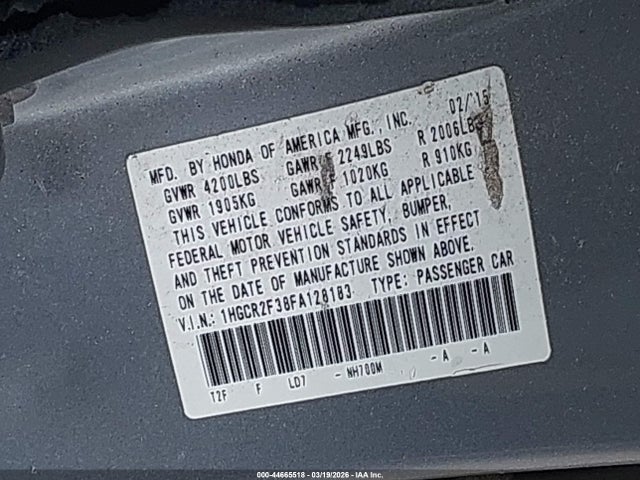 MFD. BY HONDA OF AMERICA MFG., INC. 02/'15
GVWR 4200LBS GAWR F 2249LBS R 2006LBS
GVWR 1905KG GAWR F 1020KG R 910KG
THIS VEHICLE CONFORMS TO ALL APPLICABLE
FEDERAL MOTOR VEHICLE SAFETY, BUMPER,
AND THEFT PREVENTION STANDARDS IN EFFECT
ON THE DATE OF MANUFACTURE SHOWN ABOVE.
V.I.N.: 1HGCR2F38FA128183 TYPE: PASSENGER CAR
T2F F LD7 - NH700M - A - A
000-44665518 - 03/19/2026 - IAA Inc.